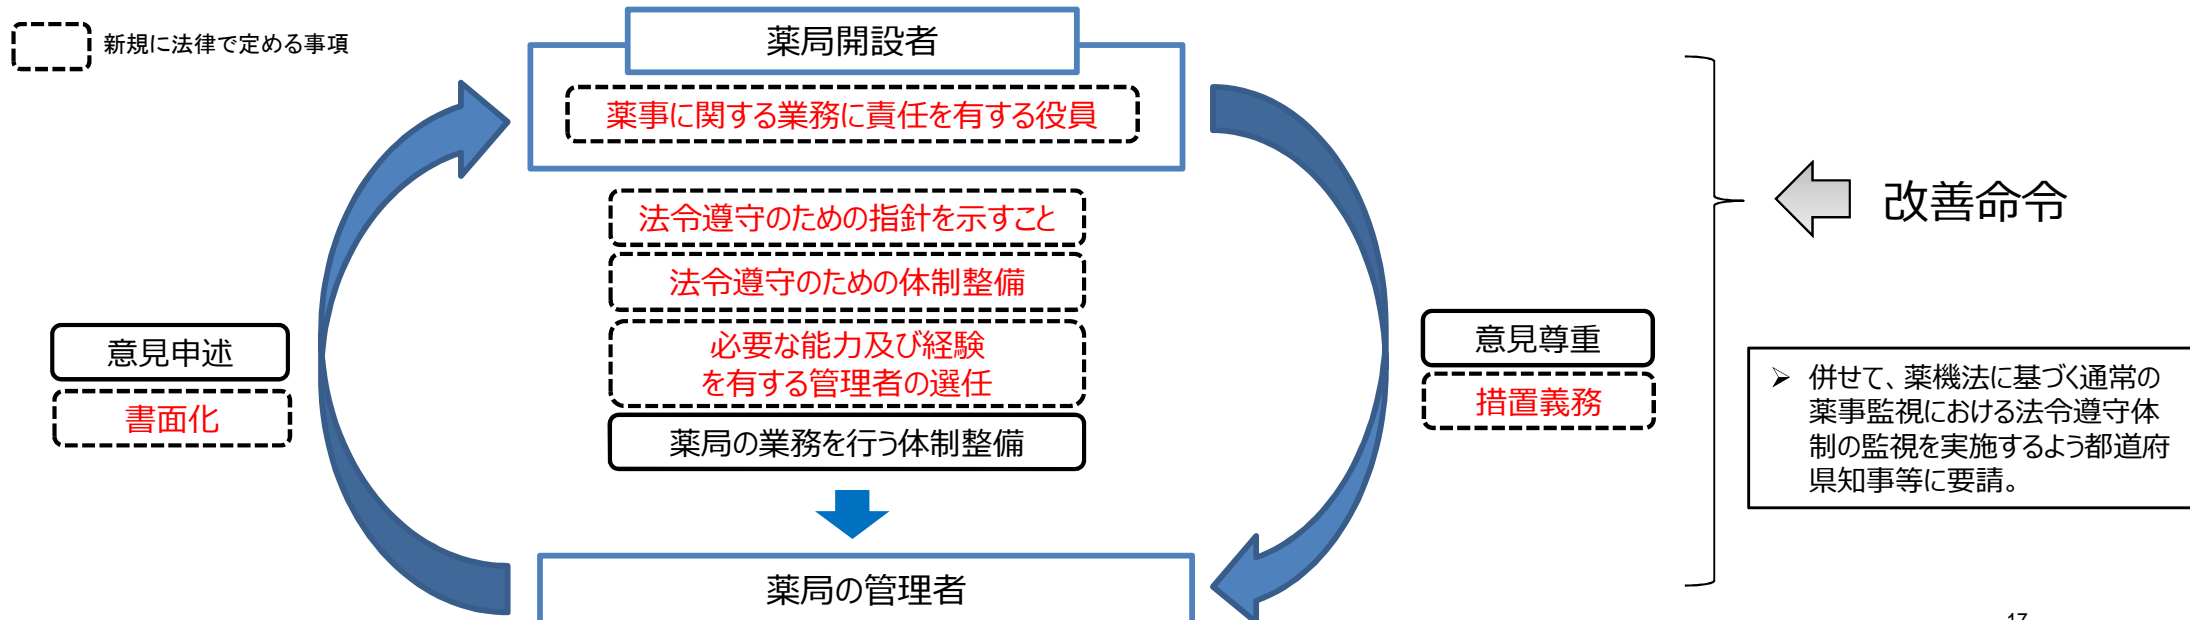 新規に法律で定める事項
薬局開設者
薬事に関する業務に責任を有する役員
法令遵守のための指針を示すこと
法令遵守のための体制整備
必要な能力及び経験
を有する管理者の選任
薬局の業務を行う体制整備
意見申述
書面化
意見尊重
措置義務
薬局の管理者
改善命令
➢ 併せて、薬機法に基づく通常の
薬事監視における法令遵守体
制の監視を実施するよう都道府
県知事等に要請。
17